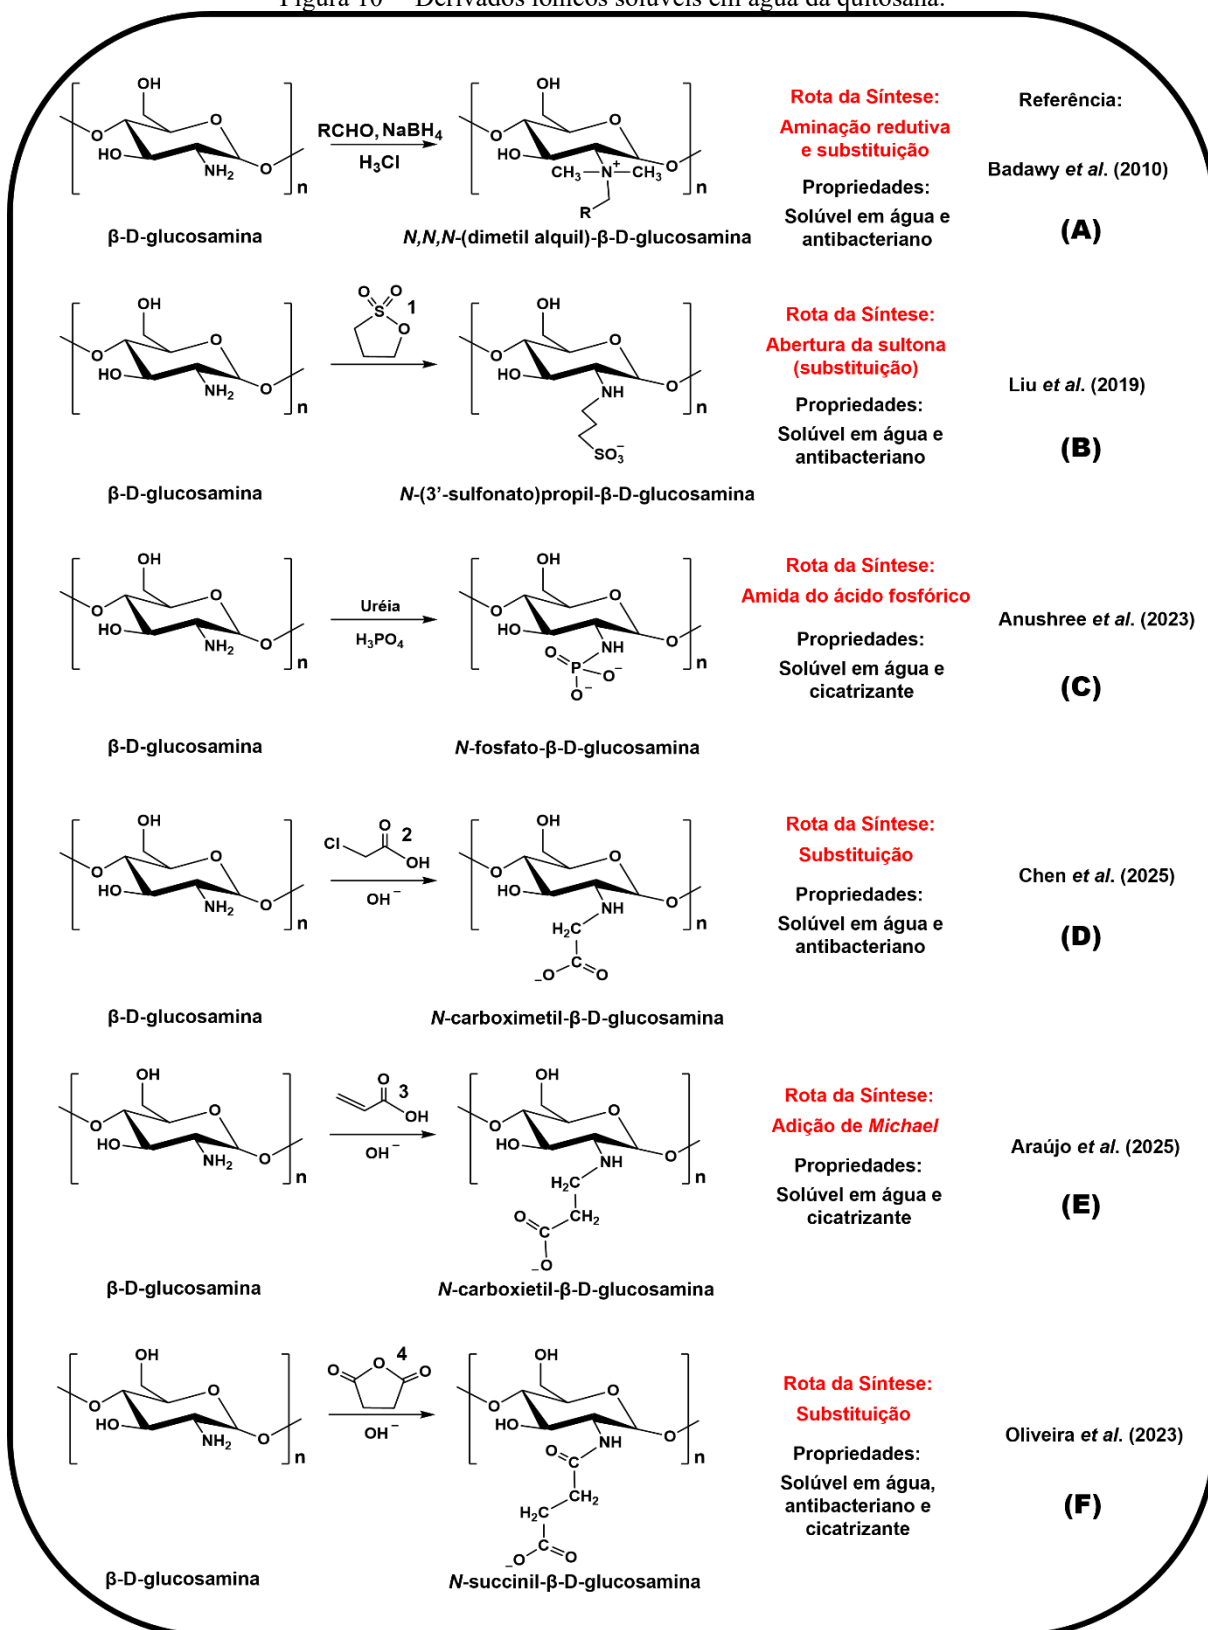 Figura 10 – Derivados iônicos solúveis em água da quitosana.
OH
O
O
HO
NH₂
O
n
β-D-glucosamina
RCHO, NaBH₄
H₃Cl
OH
O
O
HO
CH₃
N⁺
CH₃
O
n
R
N,N,N-(dimetil alquil)-β-D-glucosamina
Rota da Síntese:
Aminação redutiva
e substituição
Propriedades:
Solúvel em água e
antibacteriano
Referência:
Badawy et al. (2010)
(A)
OH
O
O
HO
NH₂
O
n
β-D-glucosamina
O
O
S
O
1
OH
O
O
HO
NH
O
n
SO₃⁻
N-(3’-sulfonato)propil-β-D-glucosamina
Rota da Síntese:
Abertura da sultona
(substituição)
Propriedades:
Solúvel em água e
antibacteriano
Liu et al. (2019)
(B)
OH
O
O
HO
NH₂
O
n
β-D-glucosamina
Uréia
H₃PO₄
OH
O
O
HO
NH
O
n
O
P
O⁻
O⁻
N-fosfato-β-D-glucosamina
Rota da Síntese:
Amida do ácido fosfórico
Propriedades:
Solúvel em água e
cicatrizante
Anushree et al. (2023)
(C)
OH
O
O
HO
NH₂
O
n
β-D-glucosamina
Cl
O
OH
2
OH⁻
OH
O
O
HO
NH
O
n
H₂C
C
⁻O
O
N-carboximetil-β-D-glucosamina
Rota da Síntese:
Substituição
Propriedades:
Solúvel em água e
antibacteriano
Chen et al. (2025)
(D)
OH
O
O
HO
NH₂
O
n
β-D-glucosamina
O
3
OH
OH⁻
OH
O
O
HO
NH
O
n
H₂C
CH₂
O
C
⁻O
N-carboxietil-β-D-glucosamina
Rota da Síntese:
Adição de Michael
Propriedades:
Solúvel em água e
cicatrizante
Araújo et al. (2025)
(E)
OH
O
O
HO
NH₂
O
n
β-D-glucosamina
O
O
O
4
OH⁻
OH
O
O
HO
NH
O
n
O
C
CH₂
H₂C
C
⁻O
O
N-succinil-β-D-glucosamina
Rota da Síntese:
Substituição
Propriedades:
Solúvel em água,
antibacteriano e
cicatrizante
Oliveira et al. (2023)
(F)